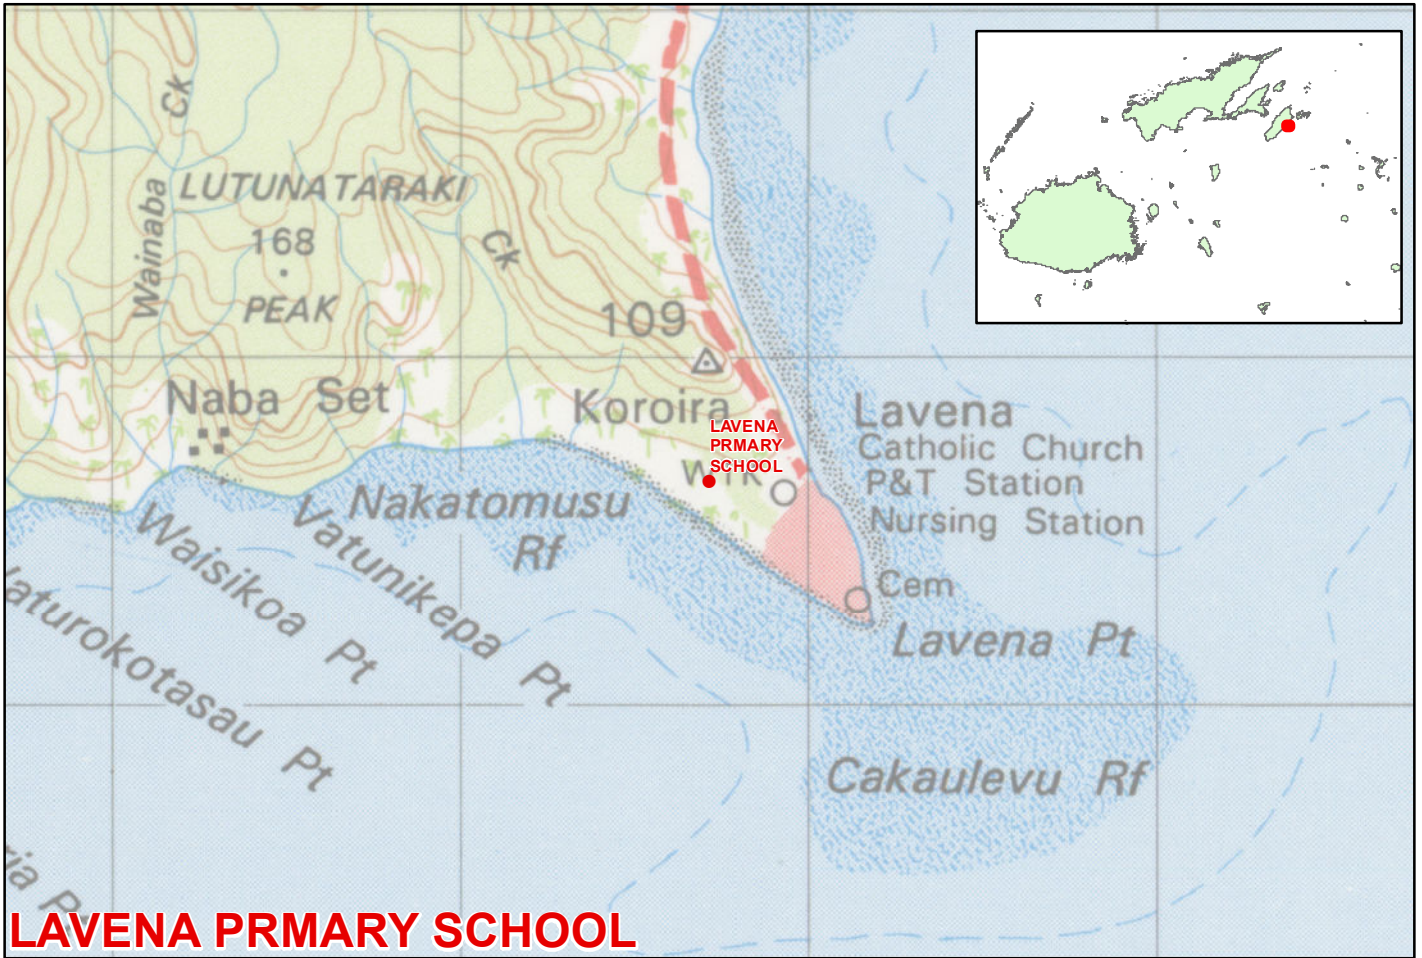 Ck
Wainaba
LUTUNATARAKI
168
PEAK
Ck
109
Naba Set
Koroira
LAVENA
PRMARY
SCHOOL
Lavena
Catholic Church
P&T Station
Nursing Station
Nakatomusu
Rf
Cem
Waisikoa Pt
Vatunikepa Pt
Lavena Pt
aturokotasau Pt
Cakaulevu Rf
LAVENA PRMARY SCHOOL